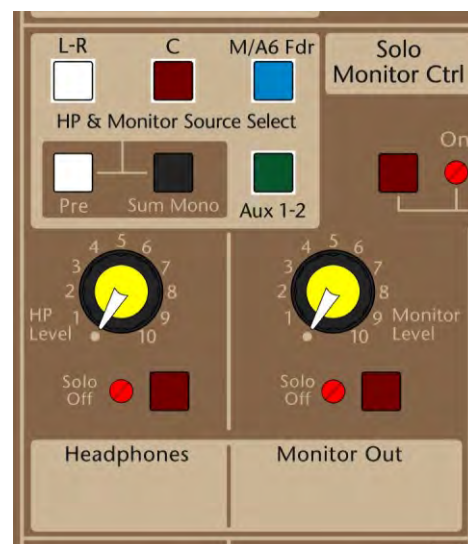 L-R
C
M/A6 Fdr
HP & Monitor Source Select
Pre
Sum Mono
Aux 1-2
Solo
Monitor Ctrl
On
1
2
3
4
5
6
7
8
9
10
HP
Level
1
2
3
4
5
6
7
8
9
10
Monitor
Level
Solo
Off
Solo
Off
Headphones
Monitor Out